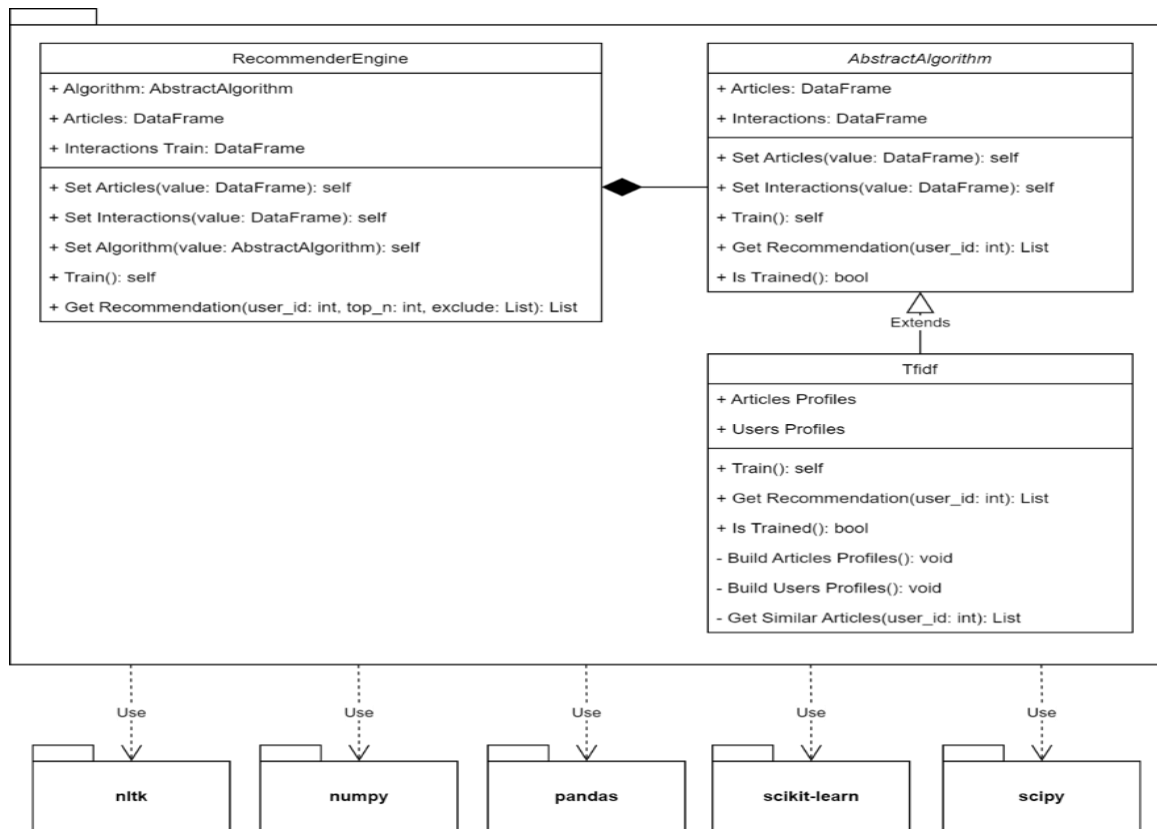 RecommenderEngine
+ Algorithm: AbstractAlgorithm
+ Articles: DataFrame
+ Interactions Train: DataFrame
+ Set Articles(value: DataFrame): self
+ Set Interactions(value: DataFrame): self
+ Set Algorithm(value: AbstractAlgorithm): self
+ Train(): self
+ Get Recommendation(user_id: int, top_n: int, exclude: List): List
AbstractAlgorithm
+ Articles: DataFrame
+ Interactions: DataFrame
+ Set Articles(value: DataFrame): self
+ Set Interactions(value: DataFrame): self
+ Train(): self
+ Get Recommendation(user_id: int): List
+ Is Trained(): bool
Extends
Tfidf
+ Articles Profiles
+ Users Profiles
+ Train(): self
+ Get Recommendation(user_id: int): List
+ Is Trained(): bool
- Build Articles Profiles(): void
- Build Users Profiles(): void
- Get Similar Articles(user_id: int): List
Use
Use
Use
Use
Use
nltk
numpy
pandas
scikit-learn
scipy